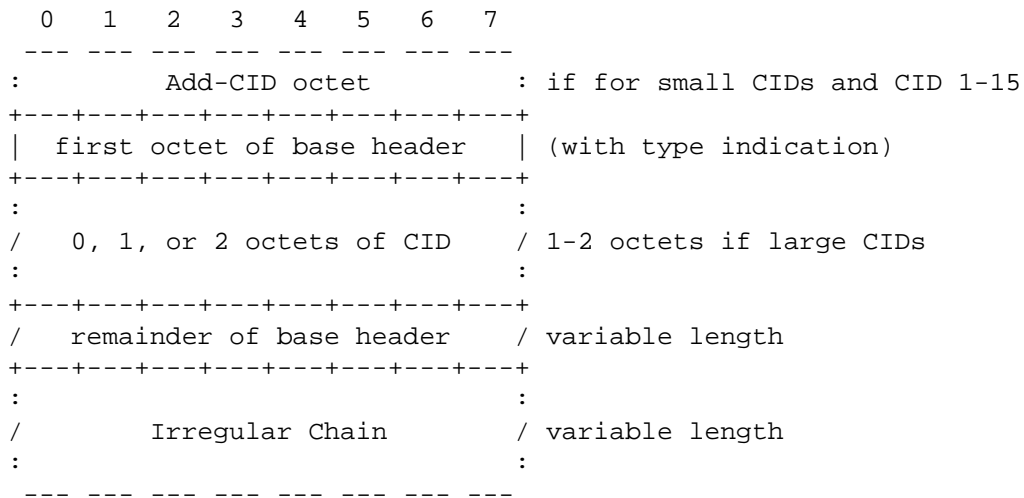 0   1   2   3   4   5   6   7
 --- --- --- --- --- --- --- ---
:         Add-CID octet         : if for small CIDs and CID 1-15
+---+---+---+---+---+---+---+---+
|  first octet of base header   | (with type indication)
+---+---+---+---+---+---+---+---+
:                               :
/   0, 1, or 2 octets of CID    / 1-2 octets if large CIDs
:                               :
+---+---+---+---+---+---+---+---+
/   remainder of base header    / variable length
+---+---+---+---+---+---+---+---+
:                               :
/        Irregular Chain        / variable length
:                               :
 --- --- --- --- --- --- --- ---